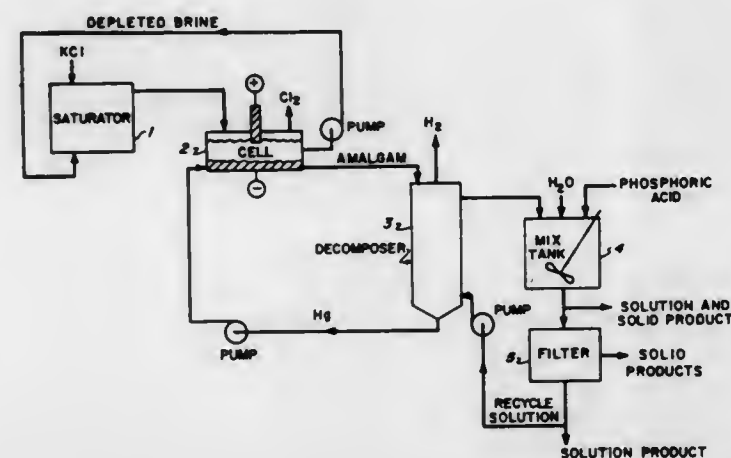 DEPLETED BRINE
KCl
SATURATOR
1
+
Cl2
PUMP
2
CELL
AMALGAM
−
H2
3
DECOMPOSER
H2O
PHOSPHORIC
ACID
MIX
TANK
4
SOLUTION AND
SOLID PRODUCT
Hg
PUMP
PUMP
5
FILTER
SOLID
PRODUCTS
RECYCLE
SOLUTION
SOLUTION PRODUCT